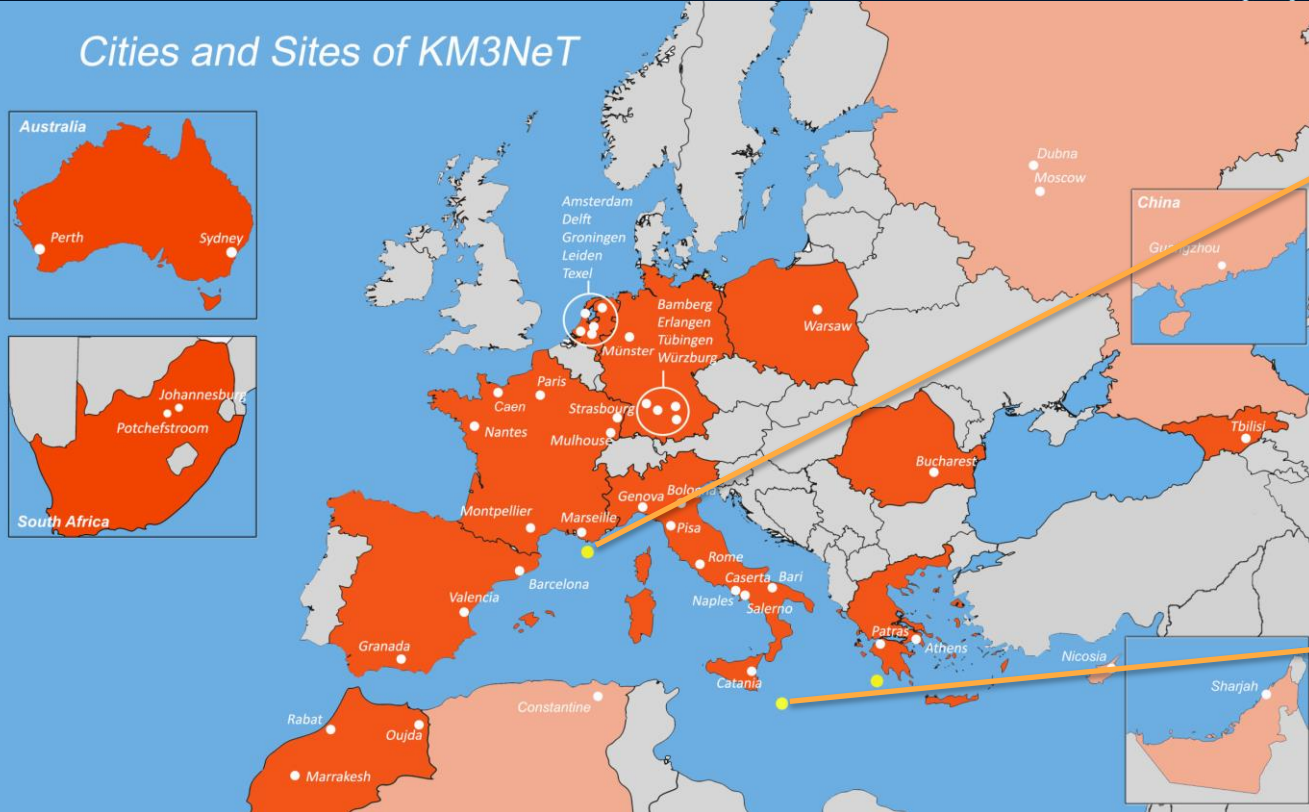 Cities and Sites of KM3NeT
Australia
Perth
Sydney
Johannesburg
Potchefstroom
South Africa
Amsterdam
Delft
Groningen
Leiden
Texel
Bamberg
Erlangen
Tübingen
Würzburg
Münster
Warsaw
Dubna
Moscow
China
Guangzhou
Paris
Caen
Strasbourg
Nantes
Mulhouse
Bucharest
Tbilisi
Genova
Bologna
Montpellier
Marseille
Pisa
Rome
Barcelona
Caserta
Bari
Naples
Salerno
Valencia
Granada
Patras
Athens
Catania
Nicosia
Sharjah
Constantine
Rabat
Oujda
Marrakesh